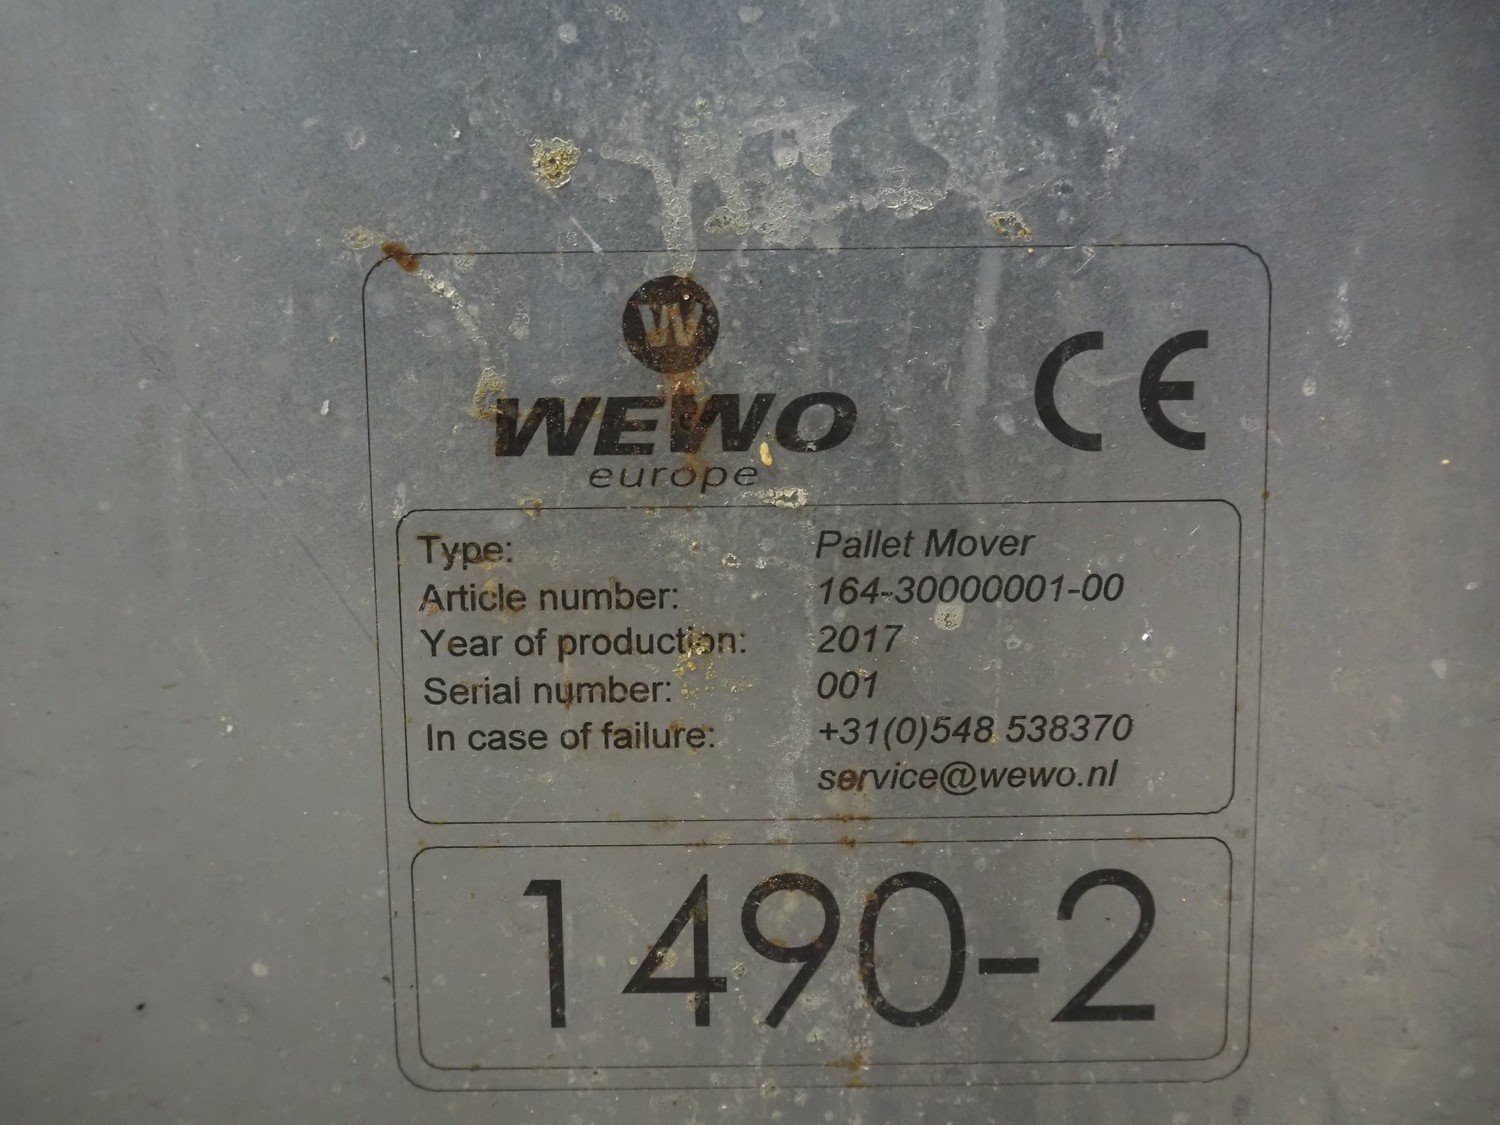 W
WEWO
europe
CE
Type: Pallet Mover
Article number: 164-30000001-00
Year of production: 2017
Serial number: 001
In case of failure: +31(0)548 538370
service@wewo.nl
1490-2